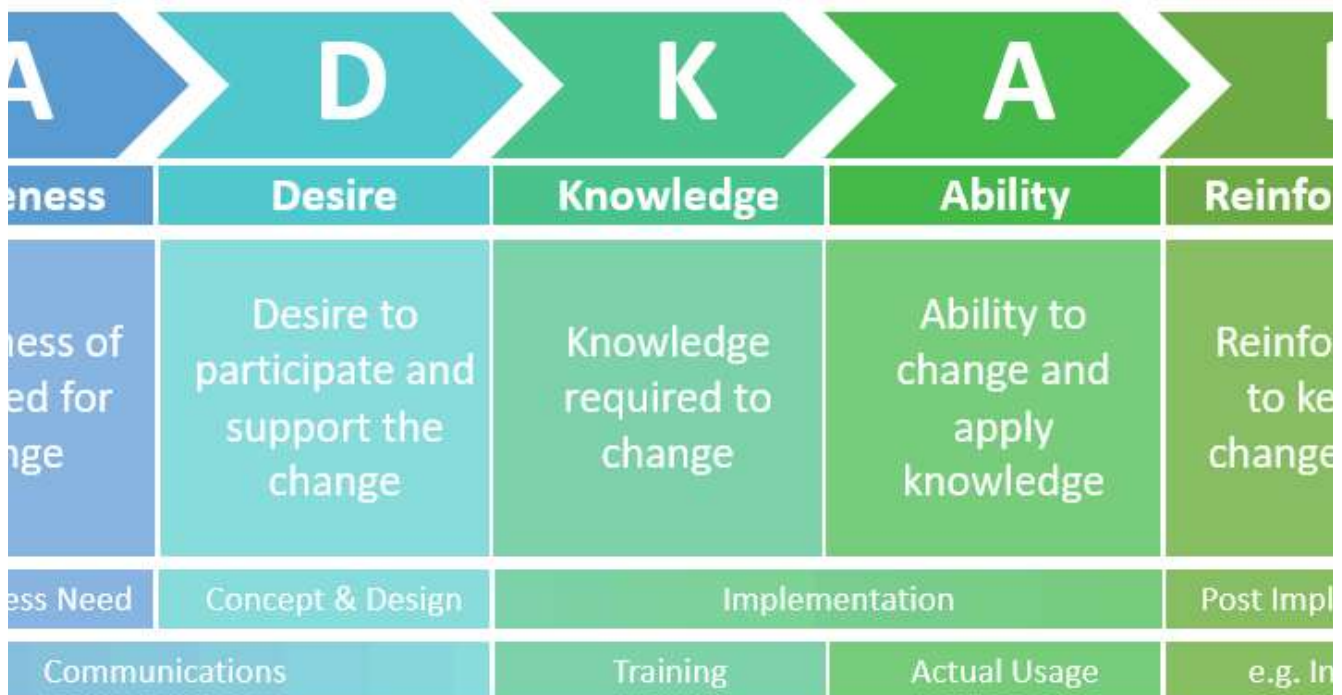 A D K A
eness Desire Knowledge Ability Reinfo
ness of
ed for
nge
Desire to
participate and
support the
change
Knowledge
required to
change
Ability to
change and
apply
knowledge
Reinfo
to ke
change
ess Need Concept & Design Implementation Post Impl
Communications Training Actual Usage e.g. In